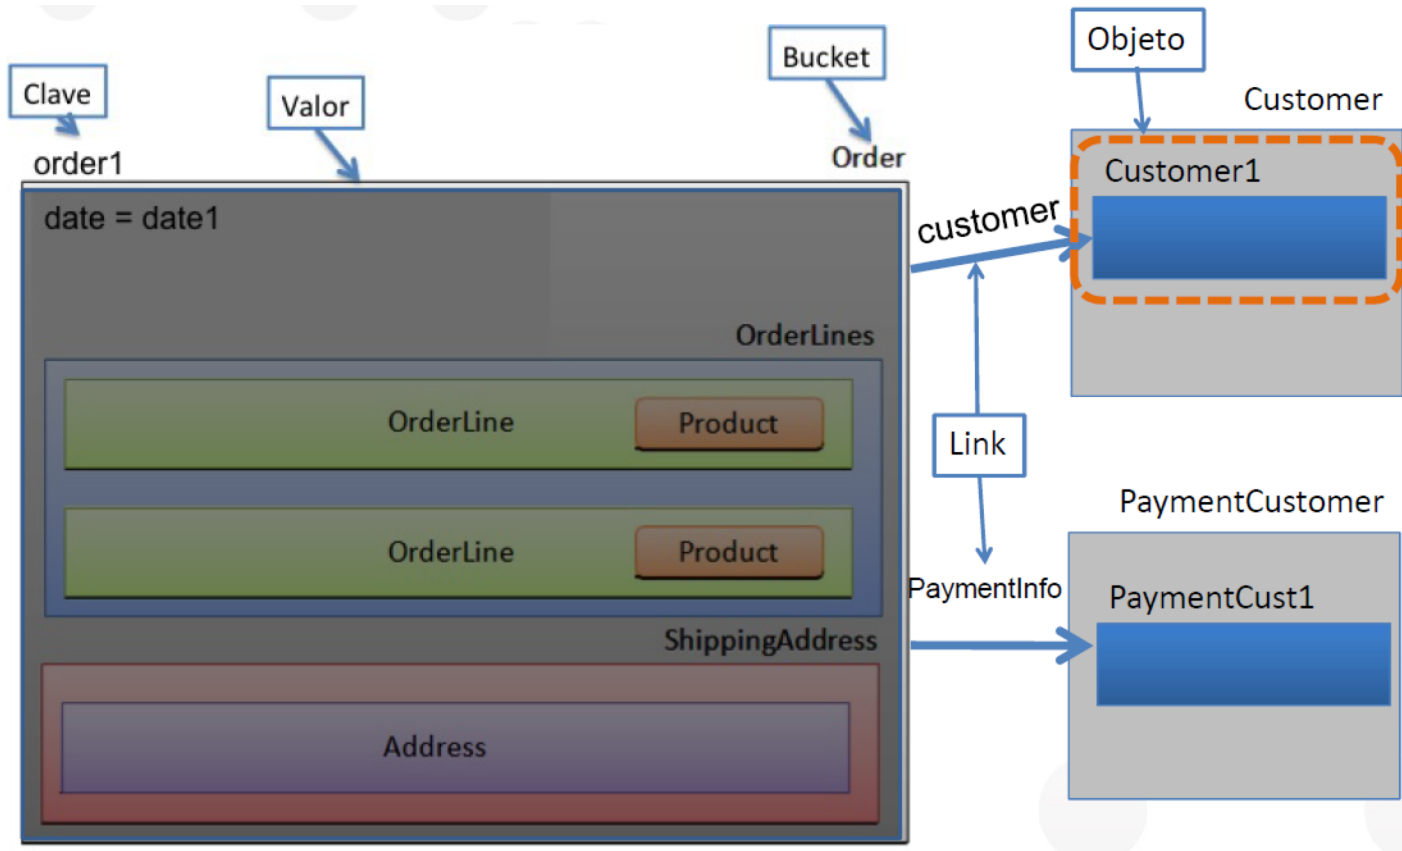 Objeto
Bucket
Clave
Valor
Customer
order1
Order
Customer1
date = date1
customer
OrderLines
OrderLine
Product
Link
PaymentCustomer
OrderLine
Product
PaymentInfo
PaymentCust1
ShippingAddress
Address